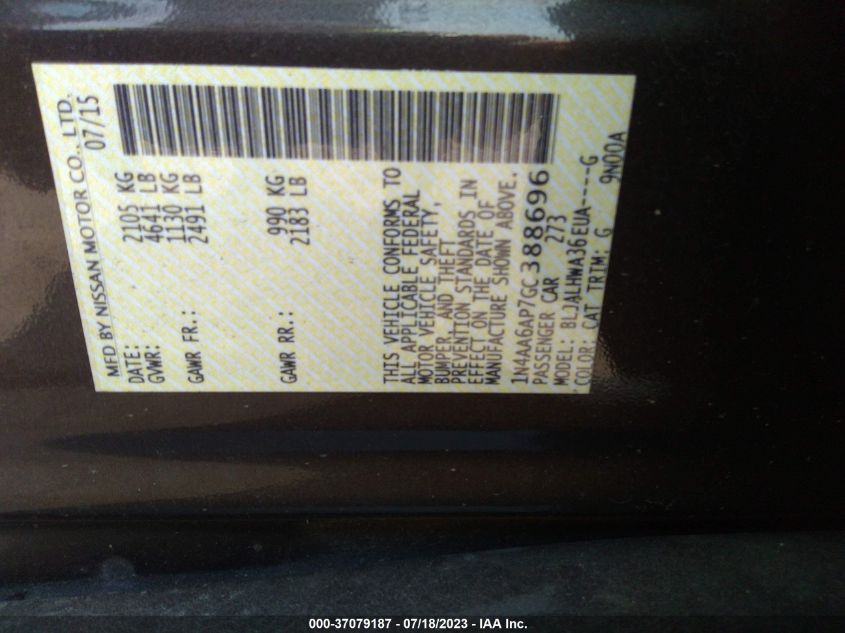 MFD BY NISSAN MOTOR CO., LTD.
DATE: 07/15
GVWR: 2105 KG
4641 LB
GAWR FR.: 1130 KG
2491 LB
GAWR RR.: 990 KG
2183 LB
THIS VEHICLE CONFORMS TO
ALL APPLICABLE FEDERAL
MOTOR VEHICLE SAFETY,
BUMPER, AND THEFT
PREVENTION STANDARDS IN
EFFECT ON THE DATE OF
MANUFACTURE SHOWN ABOVE.
1N4AA6AP7GC388696
PASSENGER CAR 273
MODEL: BLJALHWA36EUA-----G
COLOR: CAT TRIM: G 9N00A
000-37079187 - 07/18/2023 - IAA Inc.